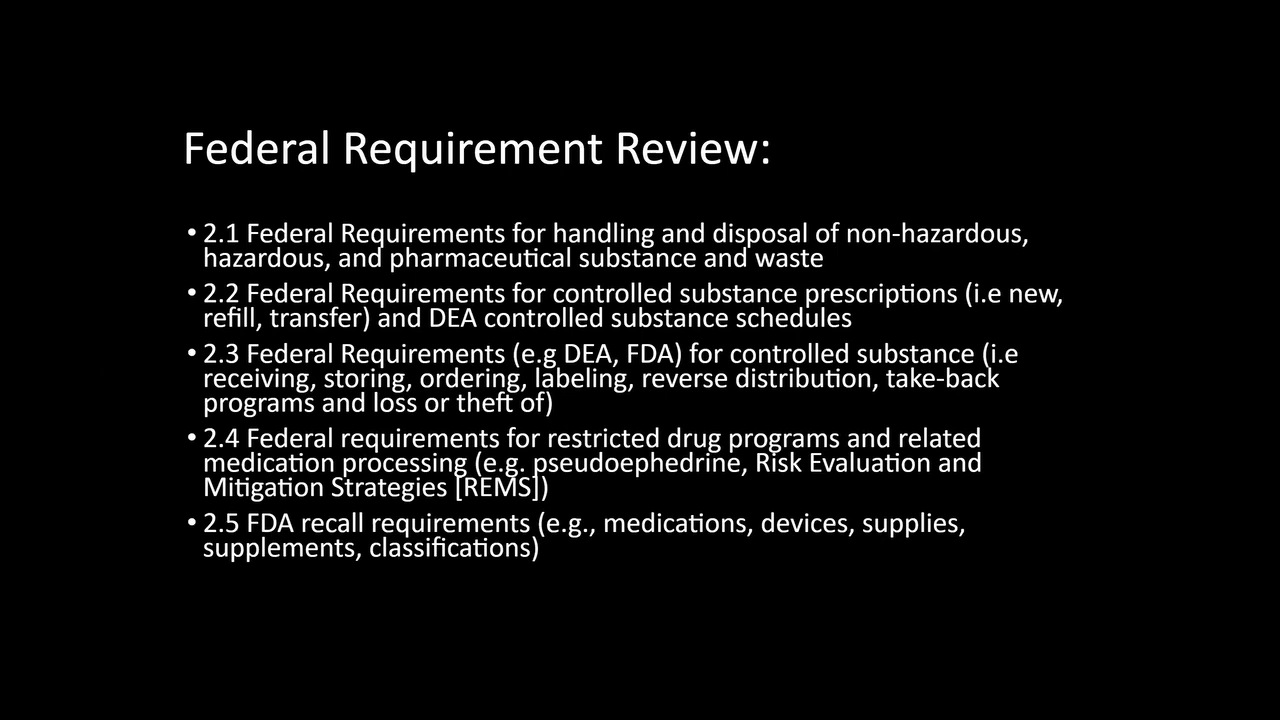 Federal Requirement Review:
• 2.1 Federal Requirements for handling and disposal of non-hazardous,
hazardous, and pharmaceutical substance and waste
• 2.2 Federal Requirements for controlled substance prescriptions (i.e new,
refill, transfer) and DEA controlled substance schedules
• 2.3 Federal Requirements (e.g DEA, FDA) for controlled substance (i.e
receiving, storing, ordering, labeling, reverse distribution, take-back
programs and loss or theft of)
• 2.4 Federal requirements for restricted drug programs and related
medication processing (e.g. pseudoephedrine, Risk Evaluation and
Mitigation Strategies [REMS])
• 2.5 FDA recall requirements (e.g., medications, devices, supplies,
supplements, classifications)